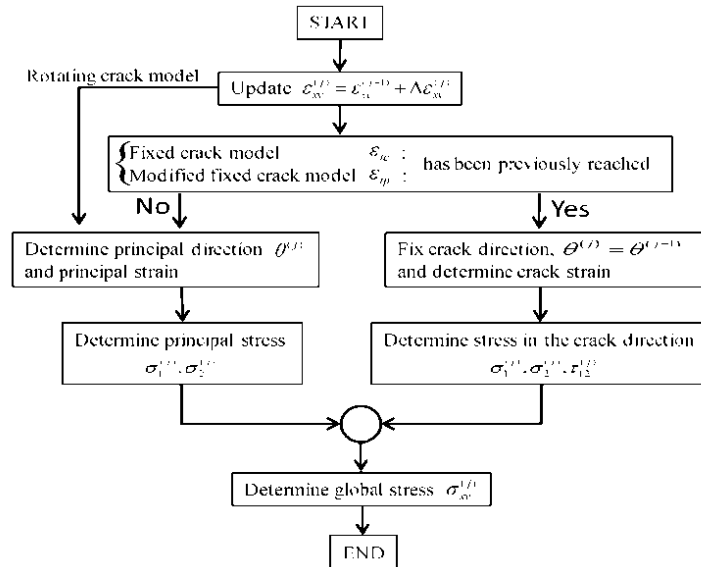 START
Rotating crack model
Update ε_xy^(j) = ε_xy^(j-1) + Δε_xy^(j)
Fixed crack model ε_tc :
Modified fixed crack model ε_tp :
has been previously reached
No
Yes
Determine principal direction θ^(j)
and principal strain
Fix crack direction, Θ^(j) = Θ^(j-1)
and determine crack strain
Determine principal stress
σ_1^(j), σ_2^(j)
Determine stress in the crack direction
σ_1^(j), σ_2^(j), τ_12^(j)
Determine global stress σ_xy^(j)
END